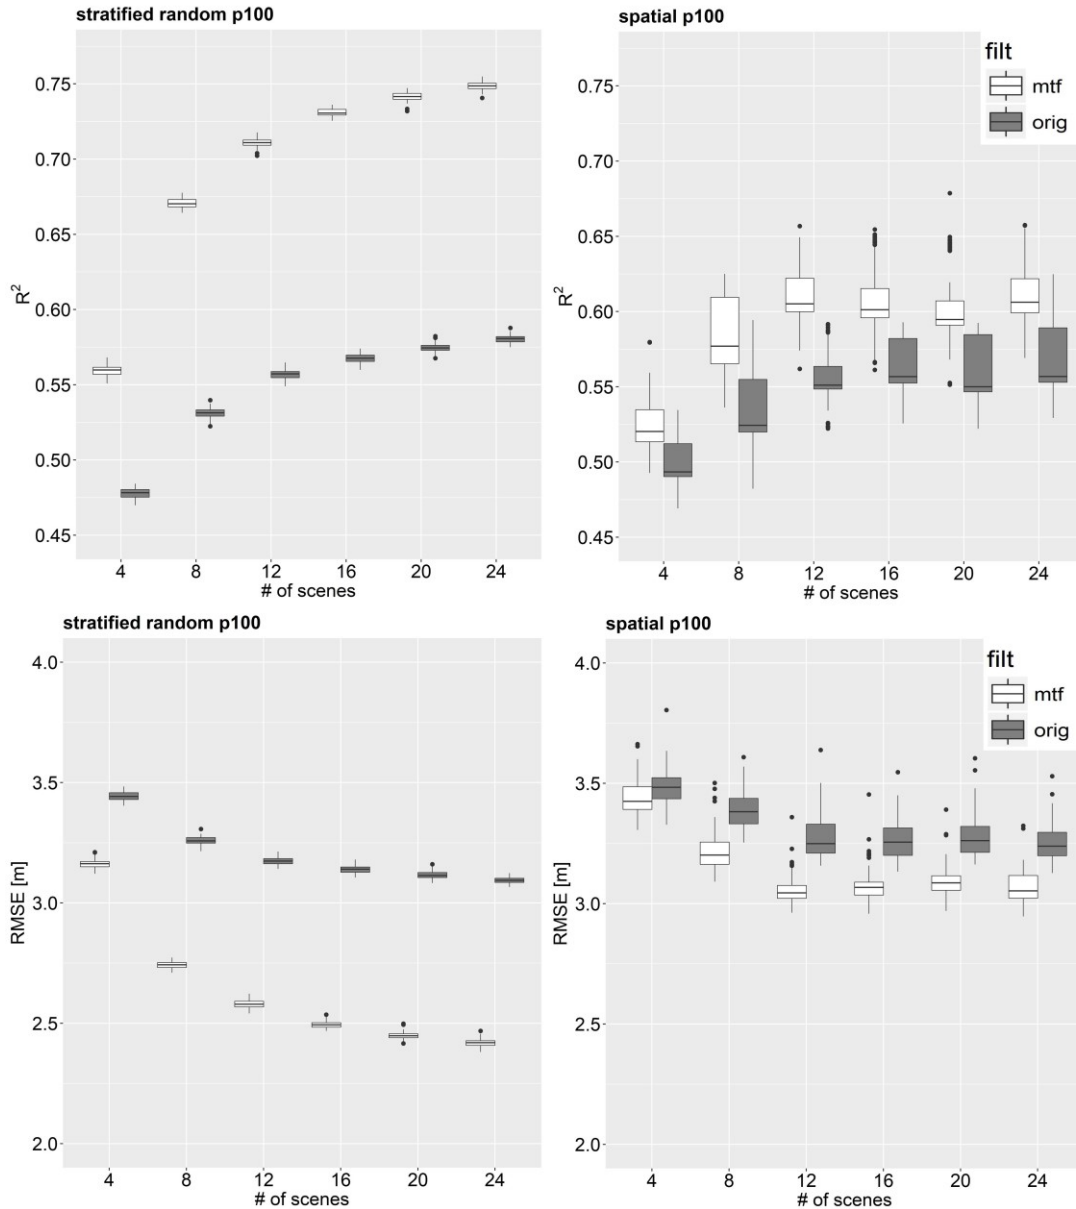 stratified random p100
0.75
0.70
0.65
0.60
0.55
0.50
0.45
R²
4 8 12 16 20 24
# of scenes
spatial p100
filt
mtf
orig
0.75
0.70
0.65
0.60
0.55
0.50
0.45
R²
4 8 12 16 20 24
# of scenes
stratified random p100
4.0
3.5
3.0
2.5
2.0
RMSE [m]
4 8 12 16 20 24
# of scenes
spatial p100
filt
mtf
orig
4.0
3.5
3.0
2.5
2.0
RMSE [m]
4 8 12 16 20 24
# of scenes